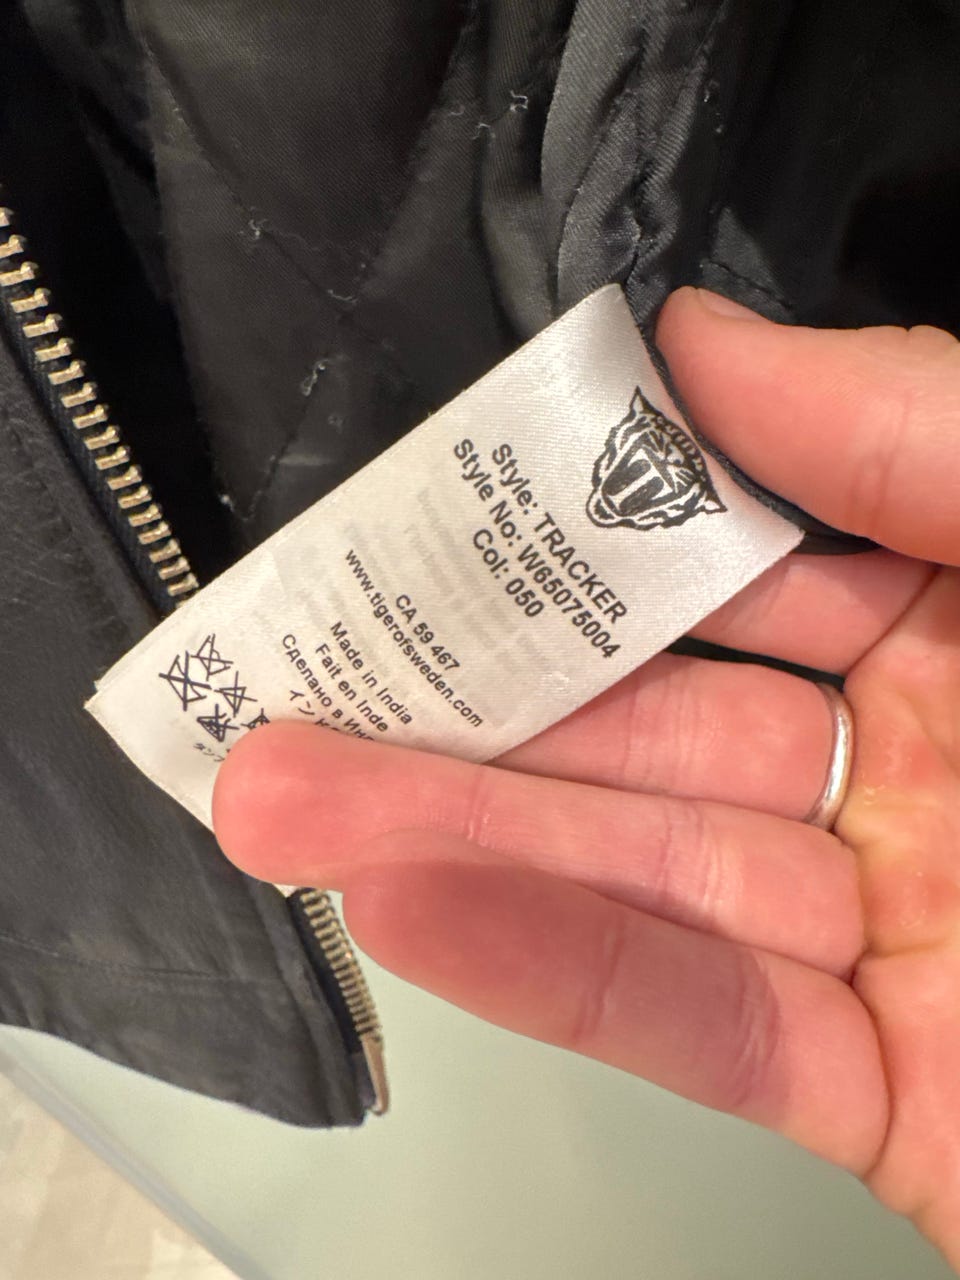 Style: TRACKER
Style No: W65075004
Col: 050
www.tigerofsweden.com
CA 59 467
Made in India
Fait en Inde
Сделано в